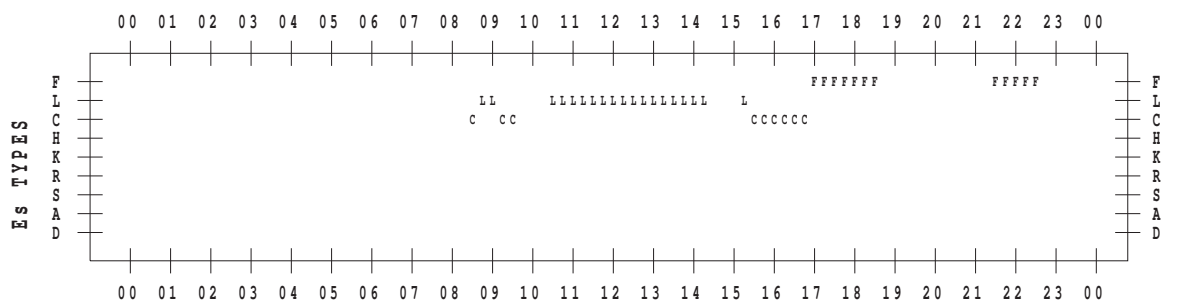 00 01 02 03 04 05 06 07 08 09 10 11 12 13 14 15 16 17 18 19 20 21 22 23 00
F FFFFFFF FFFFF F
L LL LLLLLLLLLLLLLLLL L L
C C CC CCCCCC C
H H
K K
R R
S S
A A
D D
Es TYPES
00 01 02 03 04 05 06 07 08 09 10 11 12 13 14 15 16 17 18 19 20 21 22 23 00